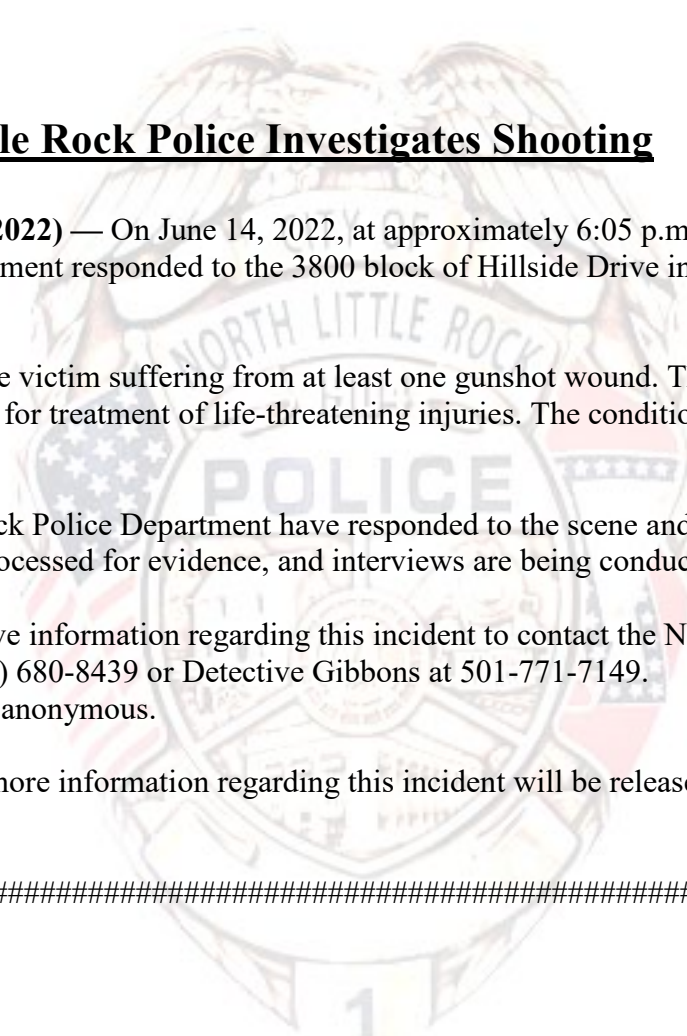 le Rock Police Investigates Shooting
2022) — On June 14, 2022, at approximately 6:05 p.m
ment responded to the 3800 block of Hillside Drive in
e victim suffering from at least one gunshot wound. T
for treatment of life-threatening injuries. The conditio
ck Police Department have responded to the scene and
ocessed for evidence, and interviews are being conduc
ve information regarding this incident to contact the N
) 680-8439 or Detective Gibbons at 501-771-7149.
anonymous.
more information regarding this incident will be release
###########################################
CITY OF
NORTH LITTLE ROCK
POLICE
1